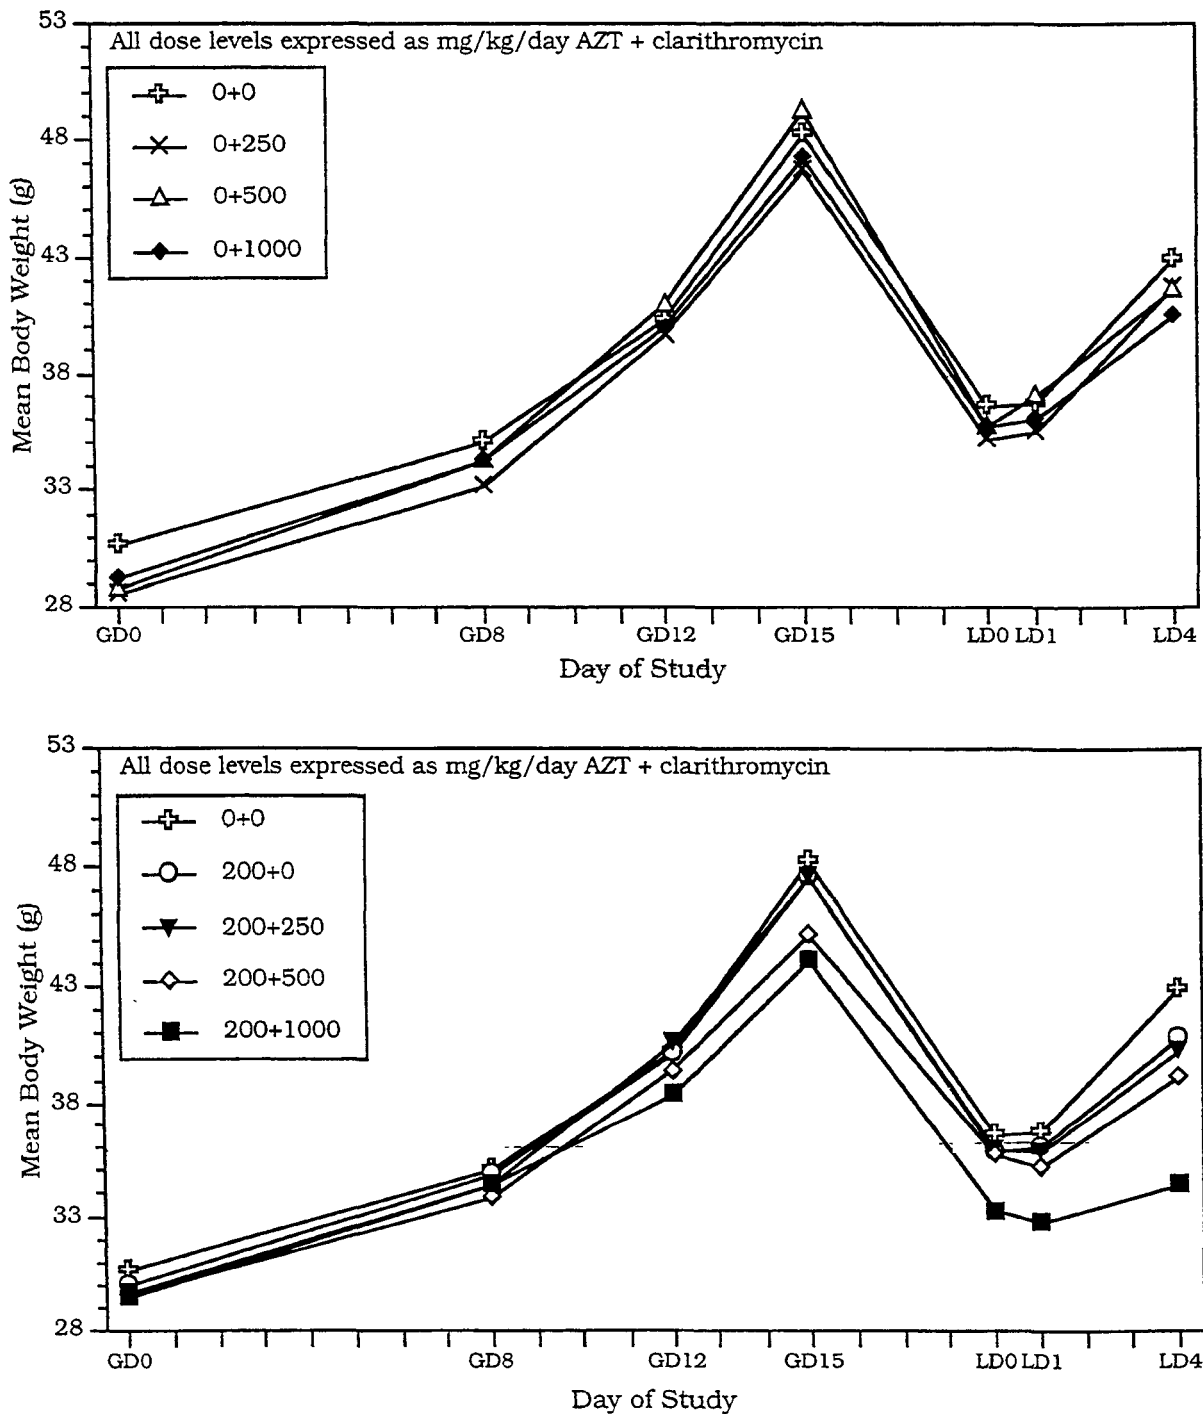 53
All dose levels expressed as mg/kg/day AZT + clarithromycin
0+0
0+250
0+500
0+1000
48
43
38
33
28
Mean Body Weight (g)
GD0 GD8 GD12 GD15 LD0 LD1 LD4
Day of Study
53
All dose levels expressed as mg/kg/day AZT + clarithromycin
0+0
200+0
200+250
200+500
200+1000
48
43
38
33
28
Mean Body Weight (g)
GD0 GD8 GD12 GD15 LD0 LD1 LD4
Day of Study